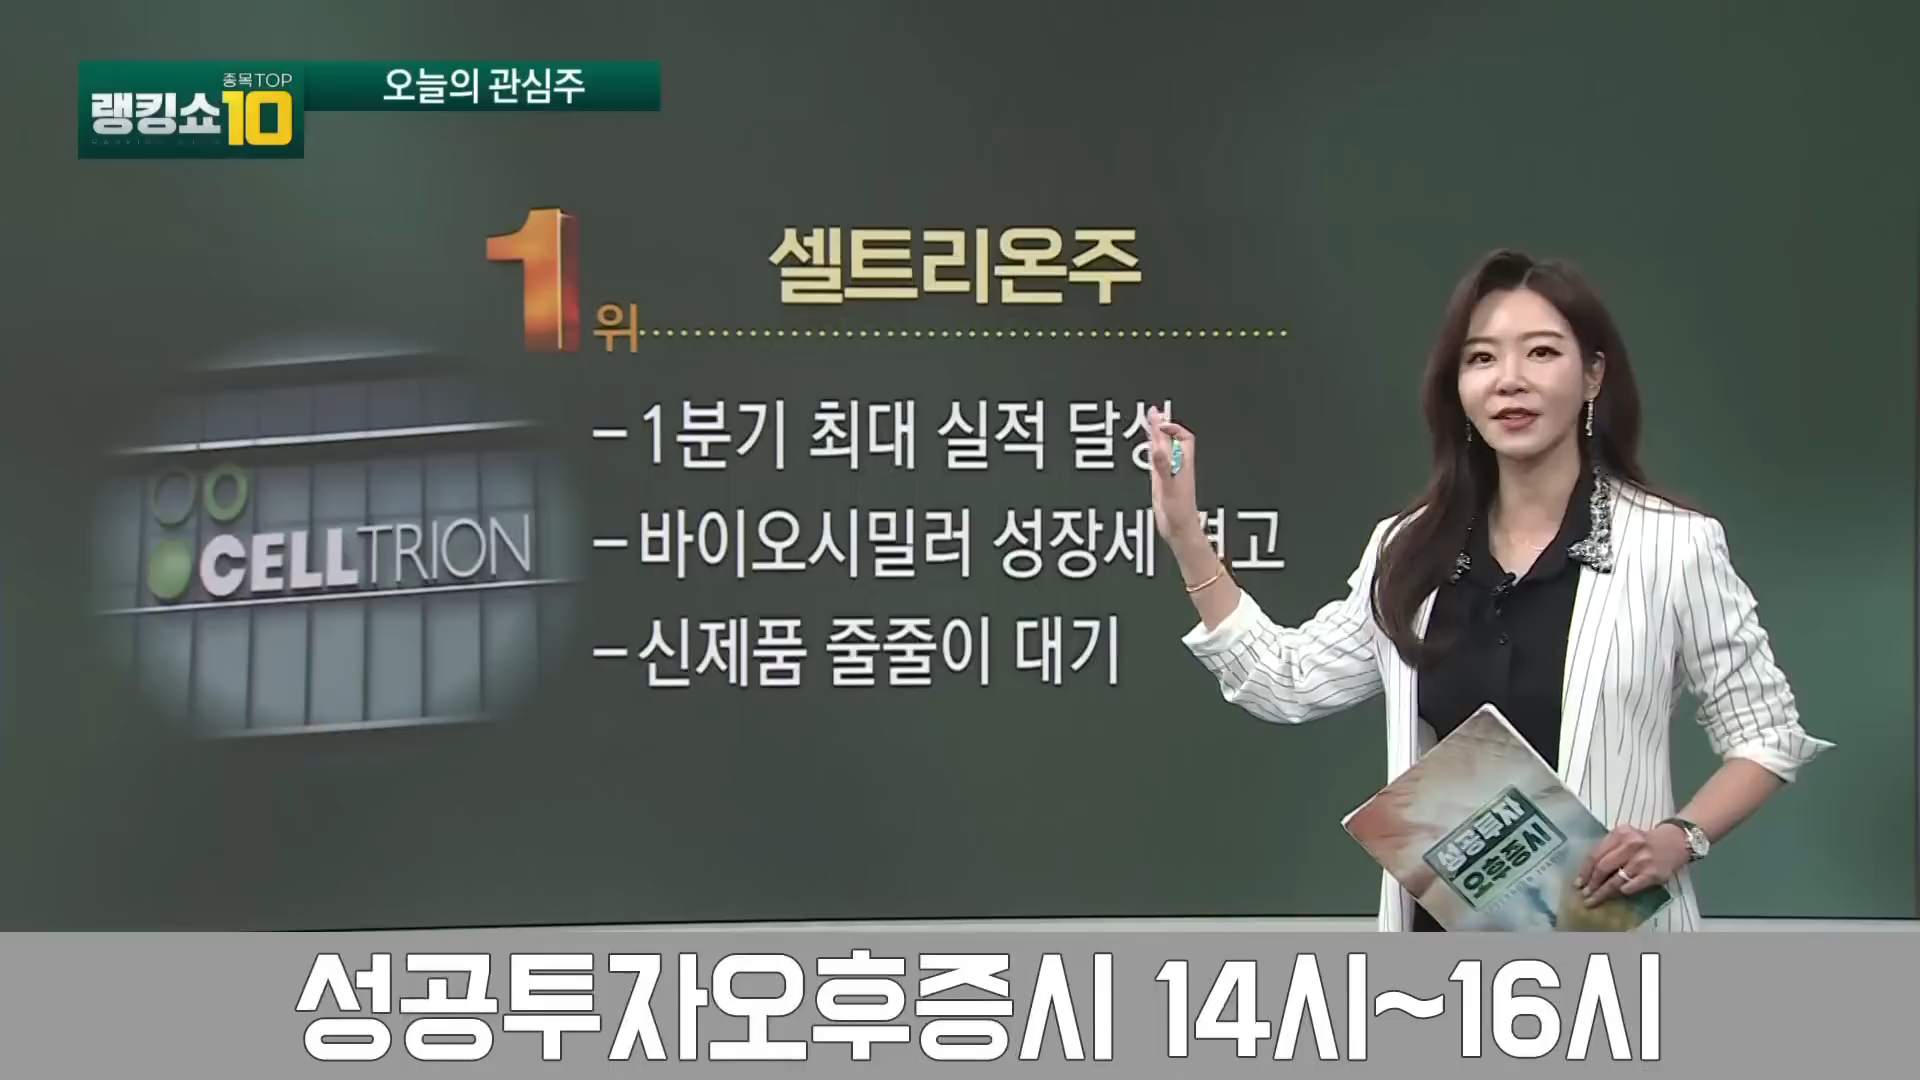 종목TOP
랭킹쇼10
오늘의 관심주
1위
셀트리온주
-1분기 최대 실적 달성
-바이오시밀러 성장세 견고
-신제품 줄줄이 대기
CELLTRION
성공투자
오후증시
성공투자오후증시 14시~16시